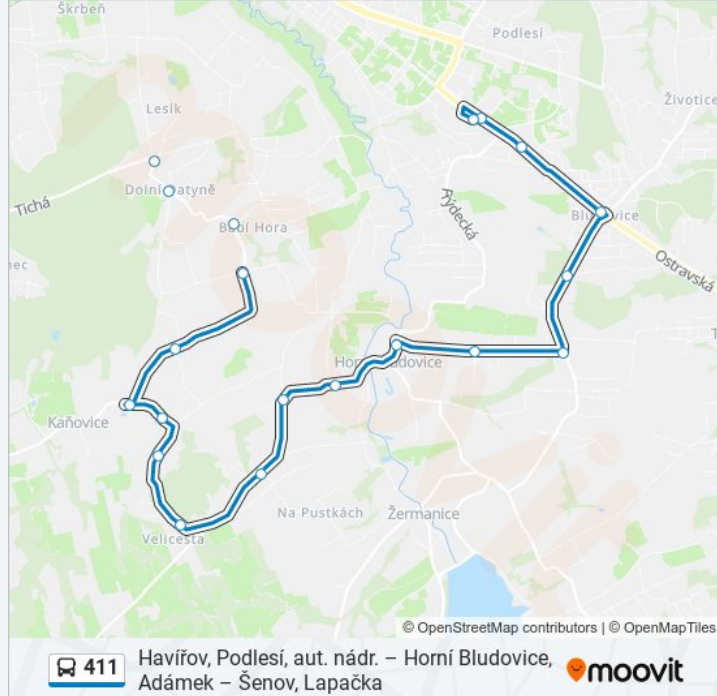 Škrbeň
Podlesí
Lesík
Životice
Dolní Datyně
Tichá
Babí Hora
Frýdecká
Bludovice
Ostravská
Horní Bludovice
Kaňovice
Na Pustkách
Žermanice
Velicesta
© OpenStreetMap contributors | © OpenMapTiles
411
Havířov, Podlesí, aut. nádr. – Horní Bludovice,
Adámek – Šenov, Lapačka
moovit